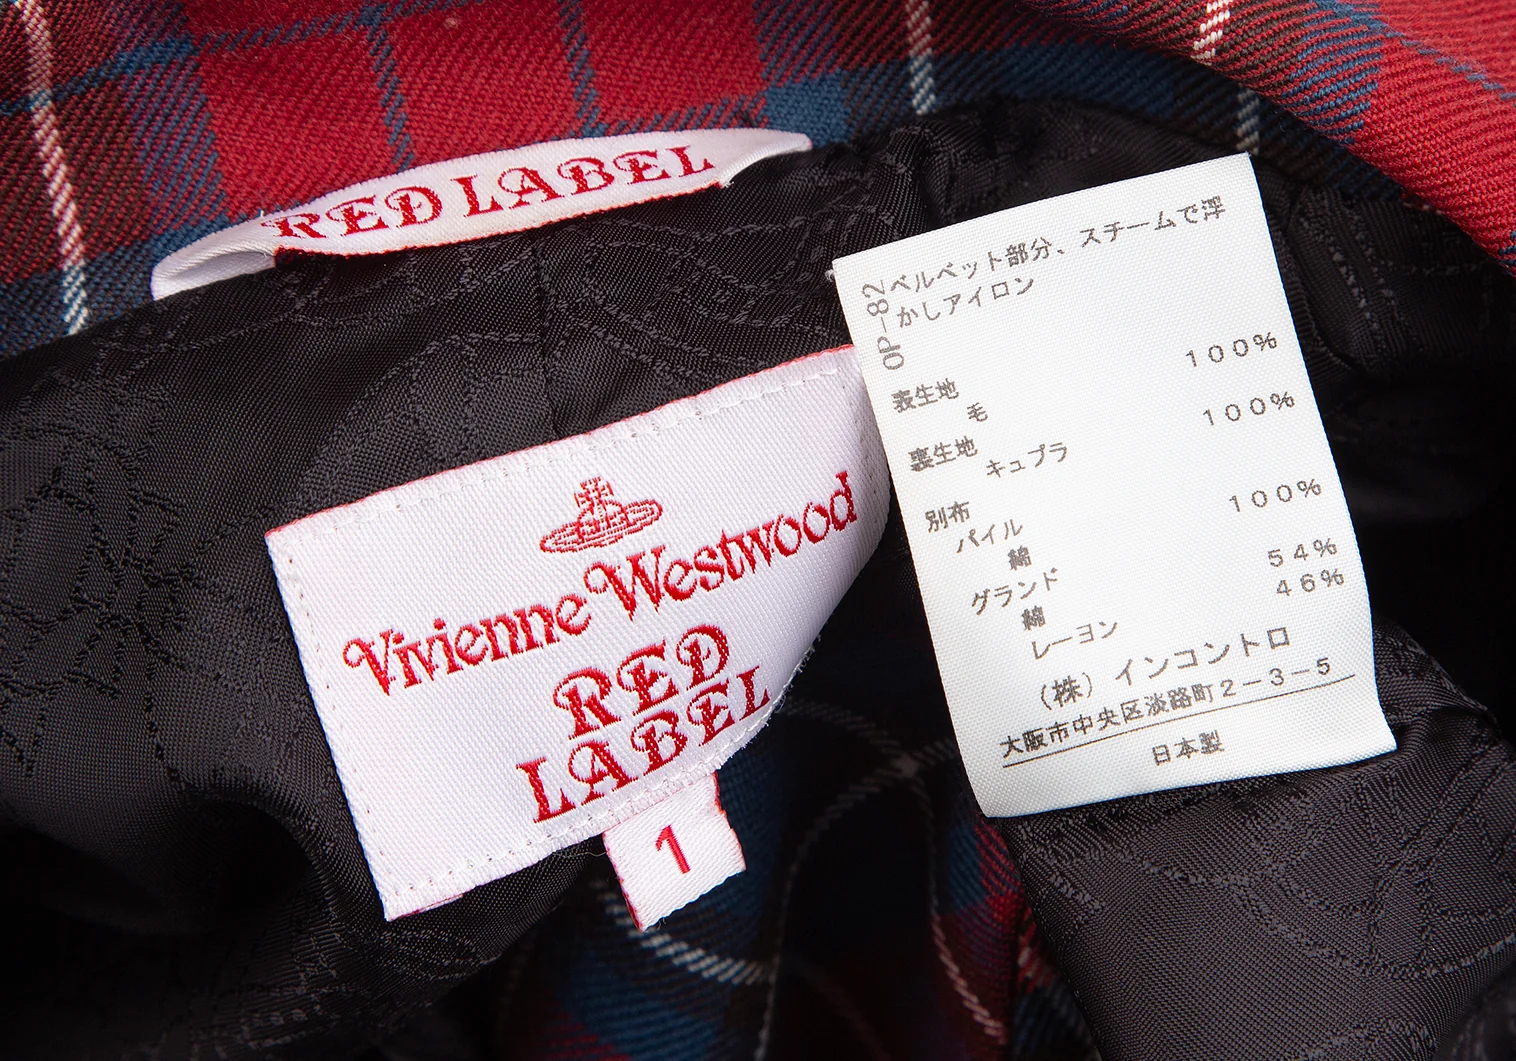 RED LABEL
Vivienne Westwood
RED
LABEL
1
OP-82
ベルベット部分、スチームで浮
かしアイロン
表生地
毛 100%
裏生地
キュプラ 100%
別布
パイル
綿 100%
グランド
綿 54%
レーヨン 46%
(株)インコントロ
大阪市中央区淡路町2-3-5
日本製